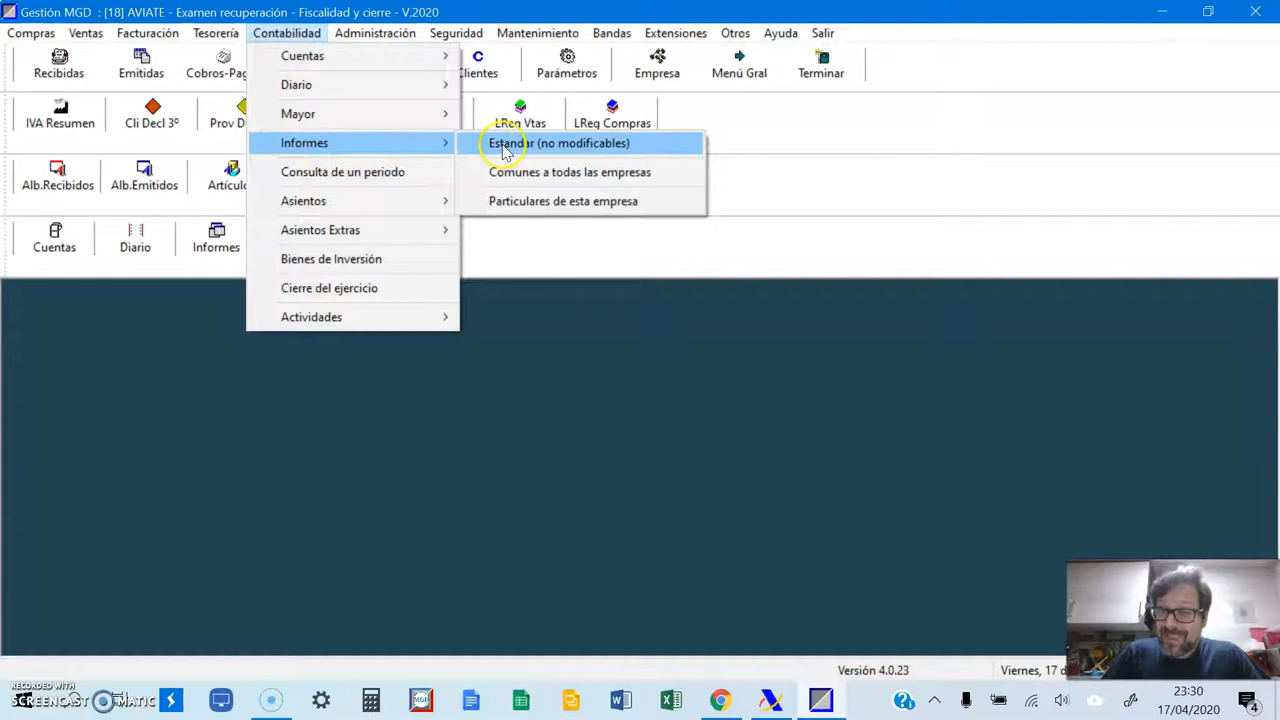 Gestión MGD : [18] AVIATE - Examen recuperación - Fiscalidad y cierre - V.2020
Compras Ventas Facturación Tesorería Contabilidad Administración Seguridad Mantenimiento Bandas Extensiones Otros Ayuda Salir
Recibidas Emitidas Cobros-Pag Clientes Parámetros Empresa Menú Gral Terminar
IVA Resumen Cli Decl 3º Prov D LReg Vtas LReg Compras
Alb.Recibidos Alb.Emitidos Artícul
Cuentas Diario Informes
Cuentas
Diario
Mayor
Informes
Consulta de un periodo
Asientos
Asientos Extras
Bienes de Inversión
Cierre del ejercicio
Actividades
Estandar (no modificables)
Comunes a todas las empresas
Particulares de esta empresa
Versión 4.0.23 Viernes, 17 d
RECORDED WITH
SCREENCAST MATIC
MGD
23:30
17/04/2020
4